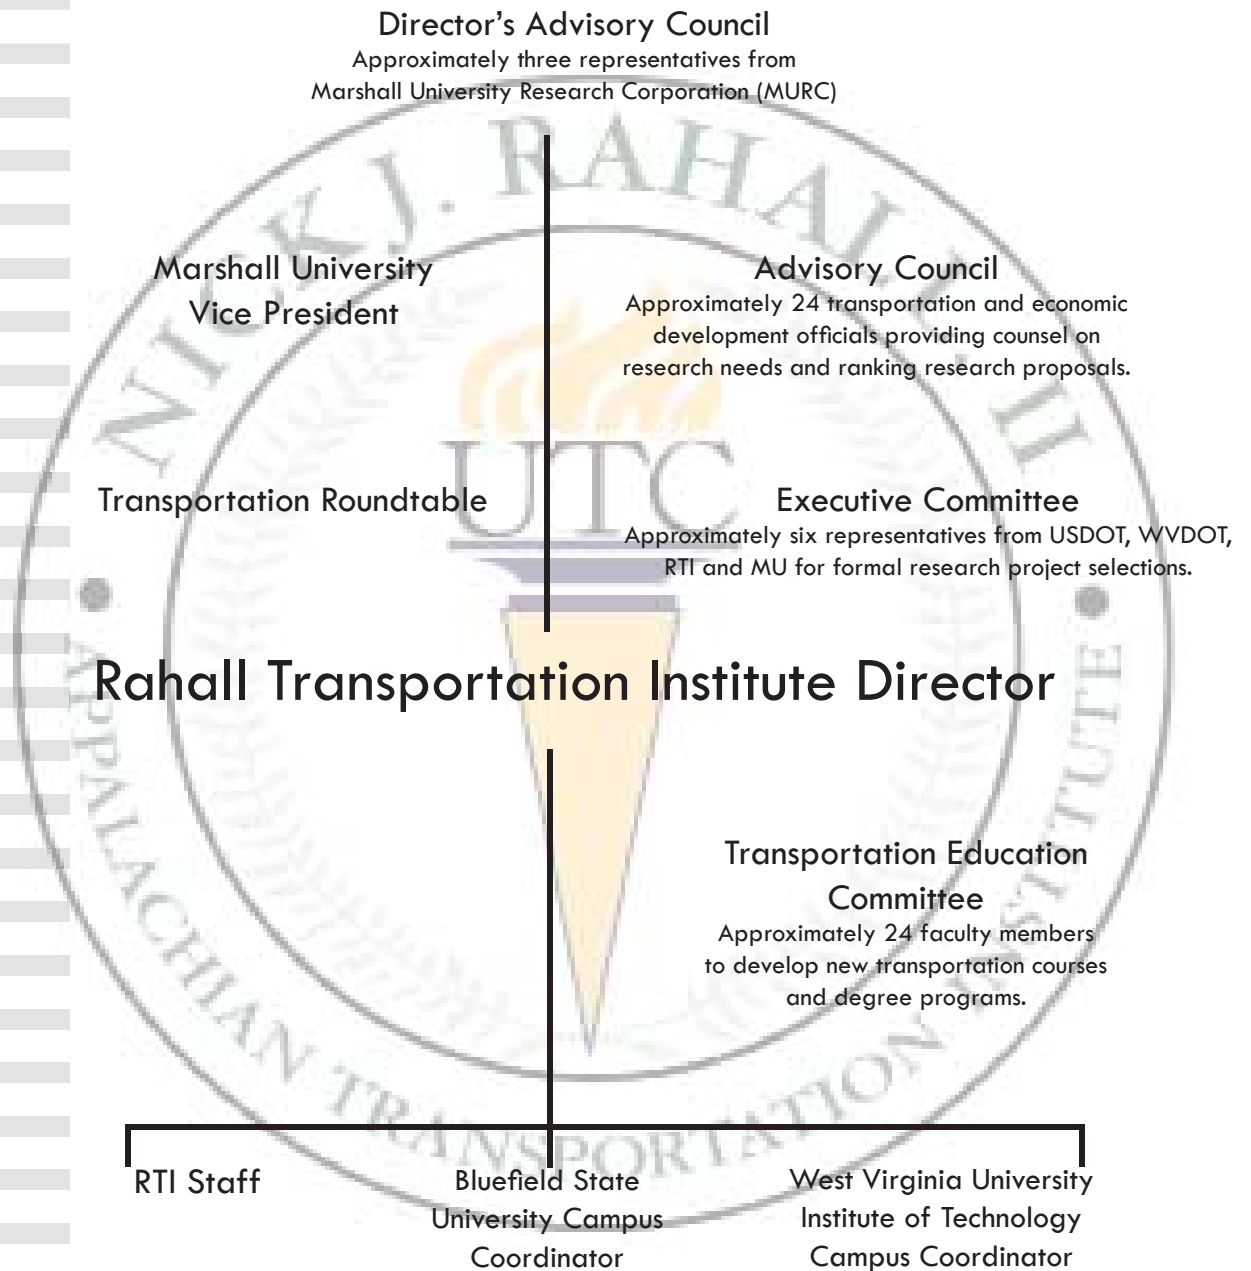 Director’s Advisory Council
Approximately three representatives from
Marshall University Research Corporation (MURC)
NICK J. RAHALL, II
Marshall University
Vice President
Advisory Council
Approximately 24 transportation and economic
development officials providing counsel on
research needs and ranking research proposals.
UTC
Transportation Roundtable
Executive Committee
Approximately six representatives from USDOT, WVDOT,
RTI and MU for formal research project selections.
Rahall Transportation Institute Director
Transportation Education
Committee
Approximately 24 faculty members
to develop new transportation courses
and degree programs.
APPALACHIAN TRANSPORTATION INSTITUTE
RTI Staff
Bluefield State
University Campus
Coordinator
West Virginia University
Institute of Technology
Campus Coordinator